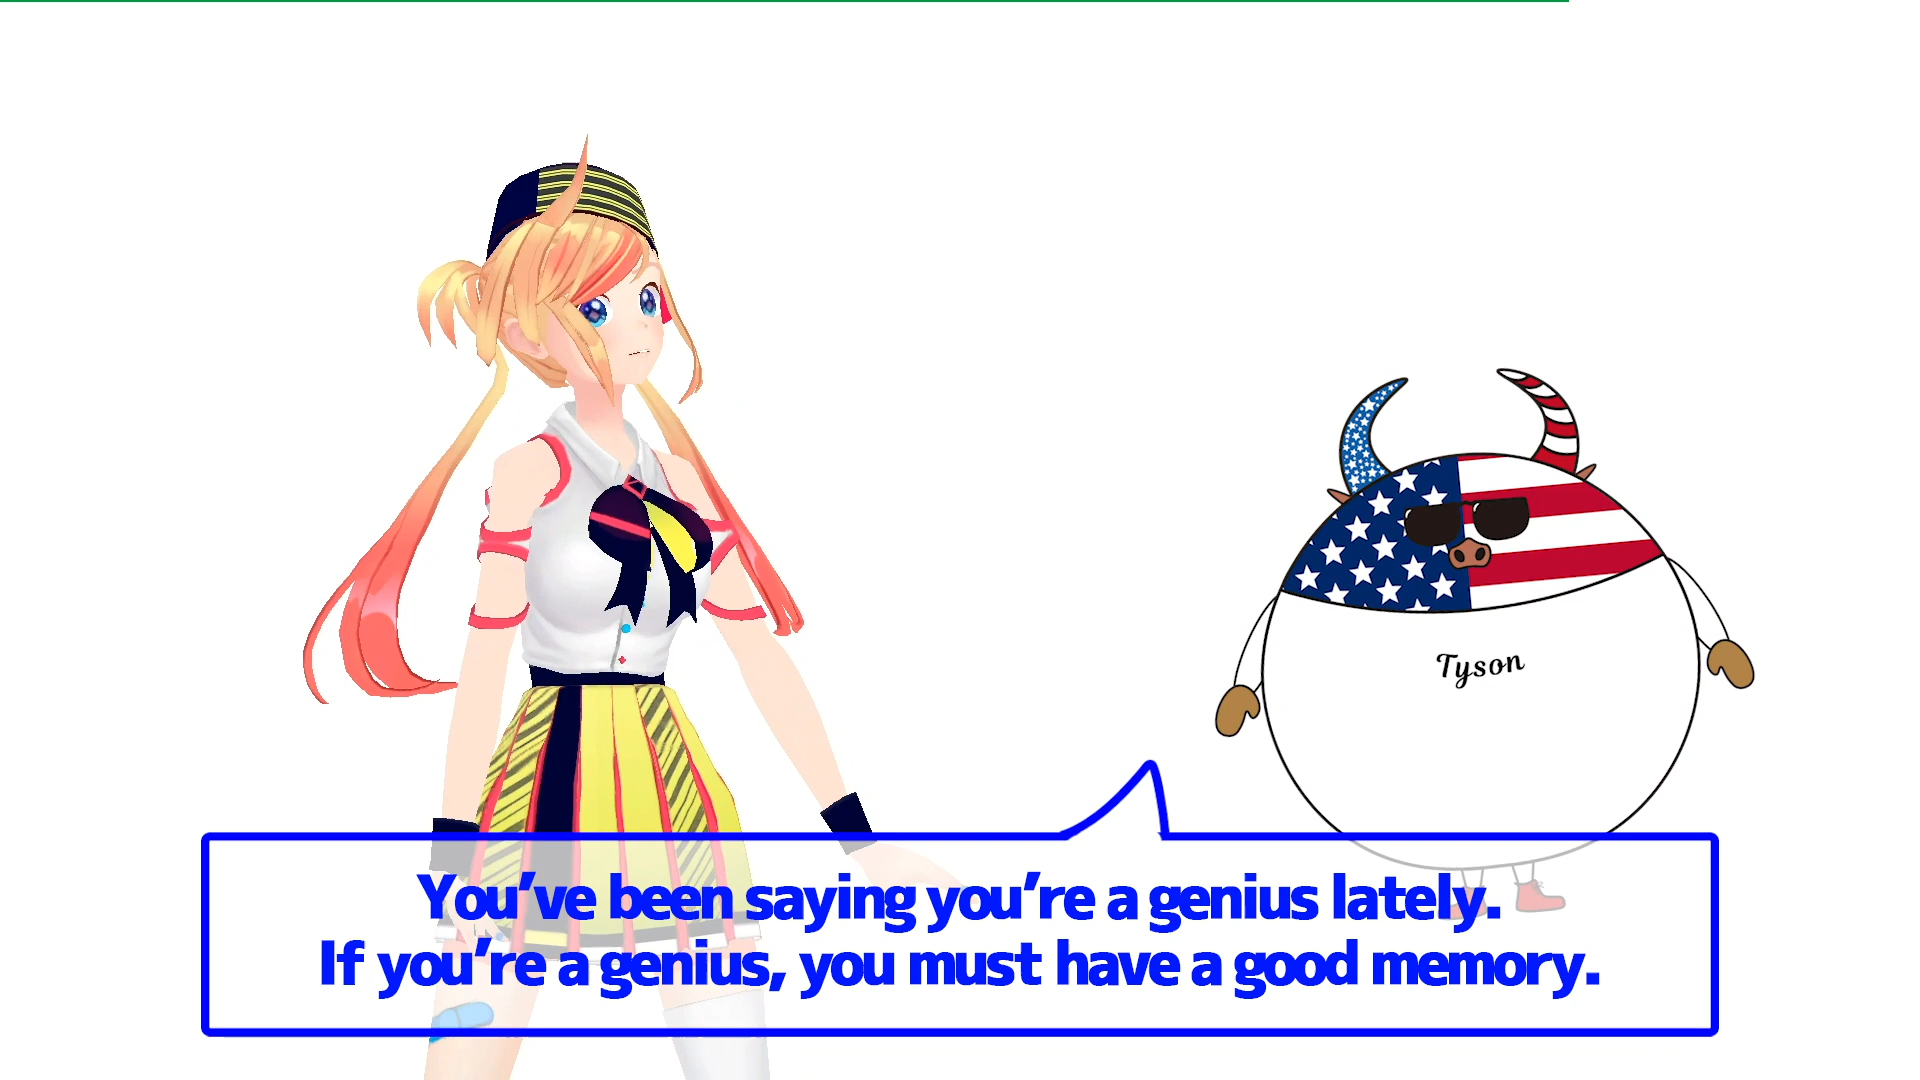 Tyson
You’ve been saying you’re a genius lately.
If you’re a genius, you must have a good memory.